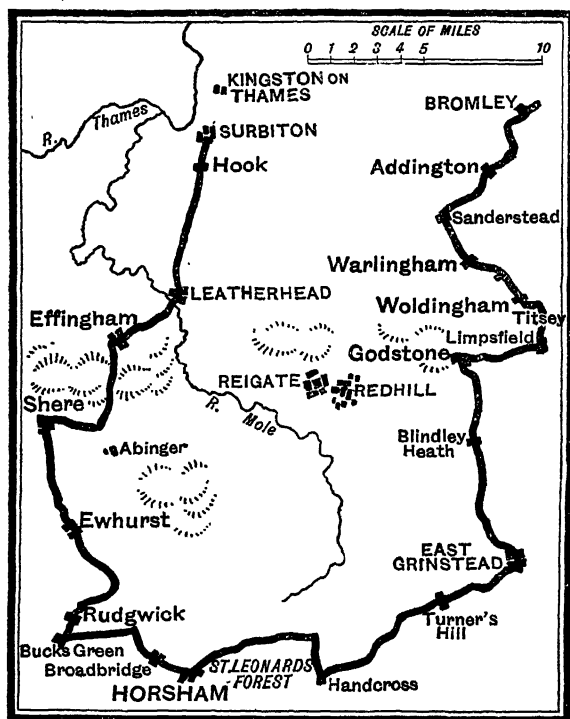 SCALE OF MILES
0 1 2 3 4 5 10
KINGSTON ON
THAMES
BROMLEY
R. Thames
SURBITON
Hook
Addington
Sanderstead
Warlingham
LEATHERHEAD
Woldingham
Titsey
Effingham
Limpsfield
Godstone
REIGATE
REDHILL
Shere
R. Mole
Abinger
Blindley
Heath
Ewhurst
EAST
GRINSTEAD
Rudgwick
Turner's
Hill
Bucks Green
Broadbridge
ST. LEONARDS
FOREST
HORSHAM
Handcross